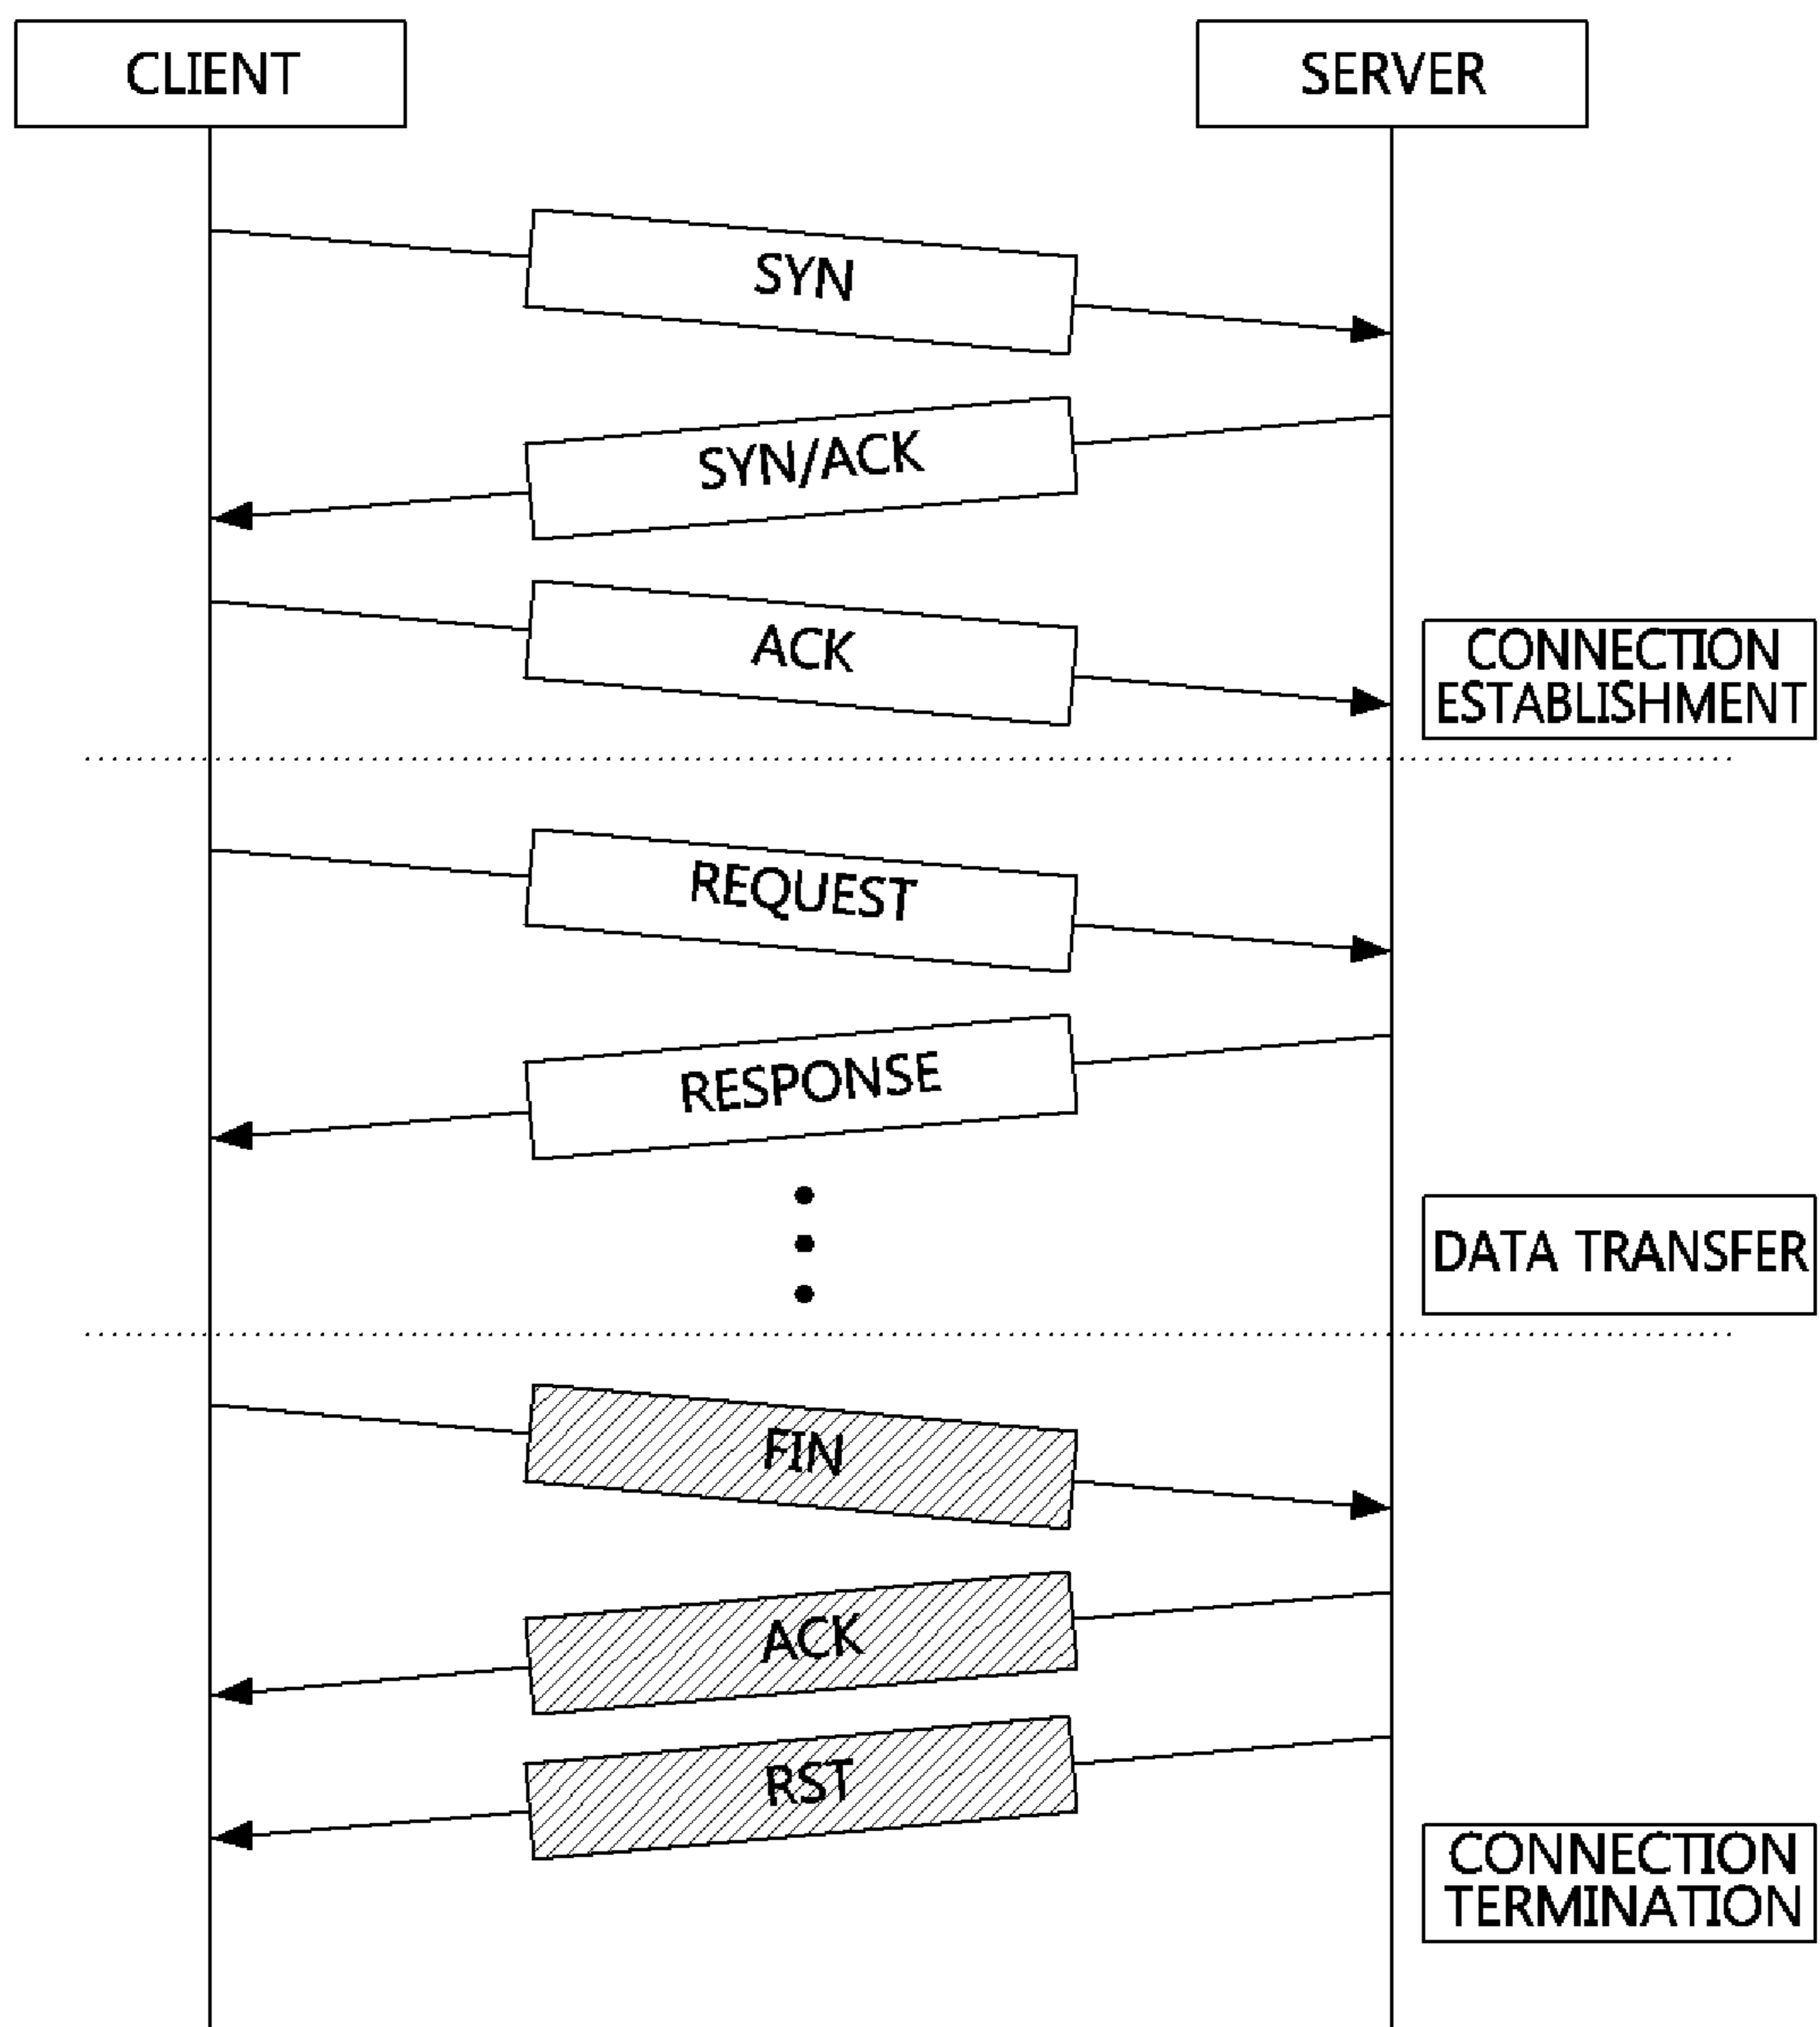 CLIENT
SERVER
SYN
SYN/ACK
ACK
CONNECTION
ESTABLISHMENT
REQUEST
RESPONSE
DATA TRANSFER
FIN
ACK
RST
CONNECTION
TERMINATION